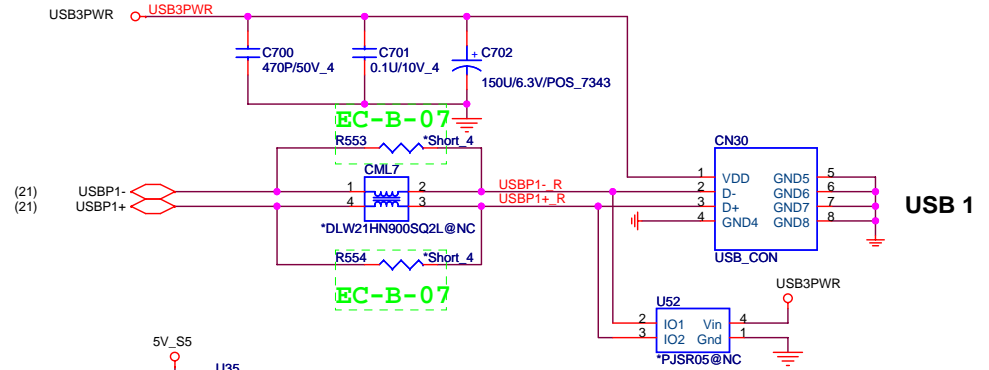 USB3PWR USB3PWR
C700 C701 + C702
470P/50V_4 0.1U/10V_4 150U/6.3V/POS_7343
EC-B-07
R553 *Short_4
CML7
(21) USBP1- 1 2 USBP1-_R
(21) USBP1+ 4 3 USBP1+_R
*DLW21HN900SQ2L@NC
R554 *Short_4
EC-B-07
CN30
1 VDD GND5 5
2 D- GND6 6
3 D+ GND7 7
4 GND4 GND8 8
USB_CON
USB 1
USB3PWR
U52
2 IO1 Vin 4
3 IO2 Gnd 1
*PJSR05@NC
5V_S5
U35